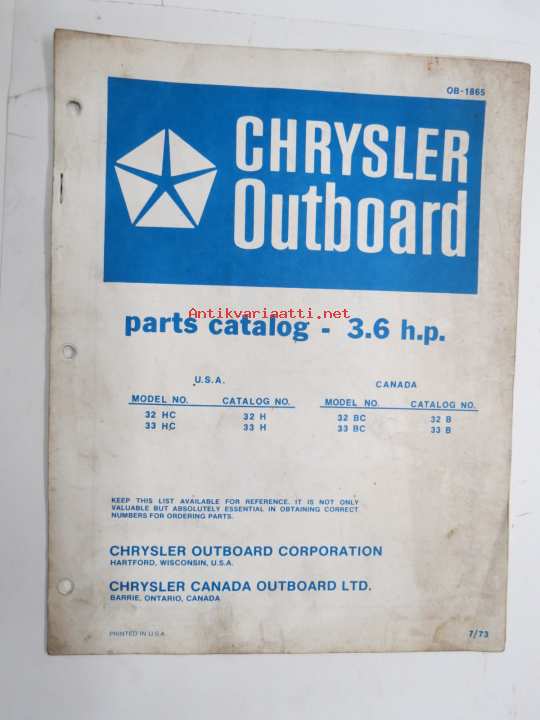 OB-1865
CHRYSLER
Outboard
Antikvariaatti.net
parts catalog - 3.6 h.p.
U.S.A.
MODEL NO. CATALOG NO.
32 HC 32 H
33 HC 33 H
CANADA
MODEL NO. CATALOG NO.
32 BC 32 B
33 BC 33 B
KEEP THIS LIST AVAILABLE FOR REFERENCE. IT IS NOT ONLY
VALUABLE BUT ABSOLUTELY ESSENTIAL IN OBTAINING CORRECT
NUMBERS FOR ORDERING PARTS.
CHRYSLER OUTBOARD CORPORATION
HARTFORD, WISCONSIN, U.S.A.
CHRYSLER CANADA OUTBOARD LTD.
BARRIE, ONTARIO, CANADA
PRINTED IN U.S.A.
7/73